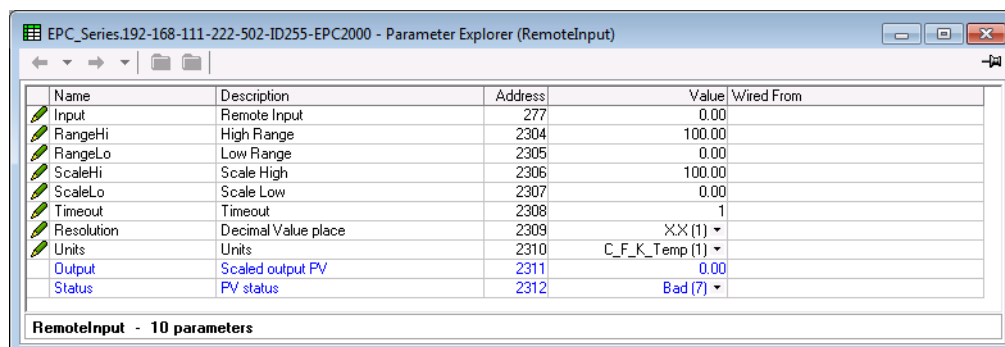 EPC_Series.192-168-111-222-502-ID255-EPC2000 - Parameter Explorer (RemoteInput)
Name Description Address Value Wired From
Input Remote Input 277 0.00
RangeHi High Range 2304 100.00
RangeLo Low Range 2305 0.00
ScaleHi Scale High 2306 100.00
ScaleLo Scale Low 2307 0.00
Timeout Timeout 2308 1
Resolution Decimal Value place 2309 X.X (1)
Units Units 2310 C_F_K_Temp (1)
Output Scaled output PV 2311 0.00
Status PV status 2312 Bad (7)
RemoteInput - 10 parameters